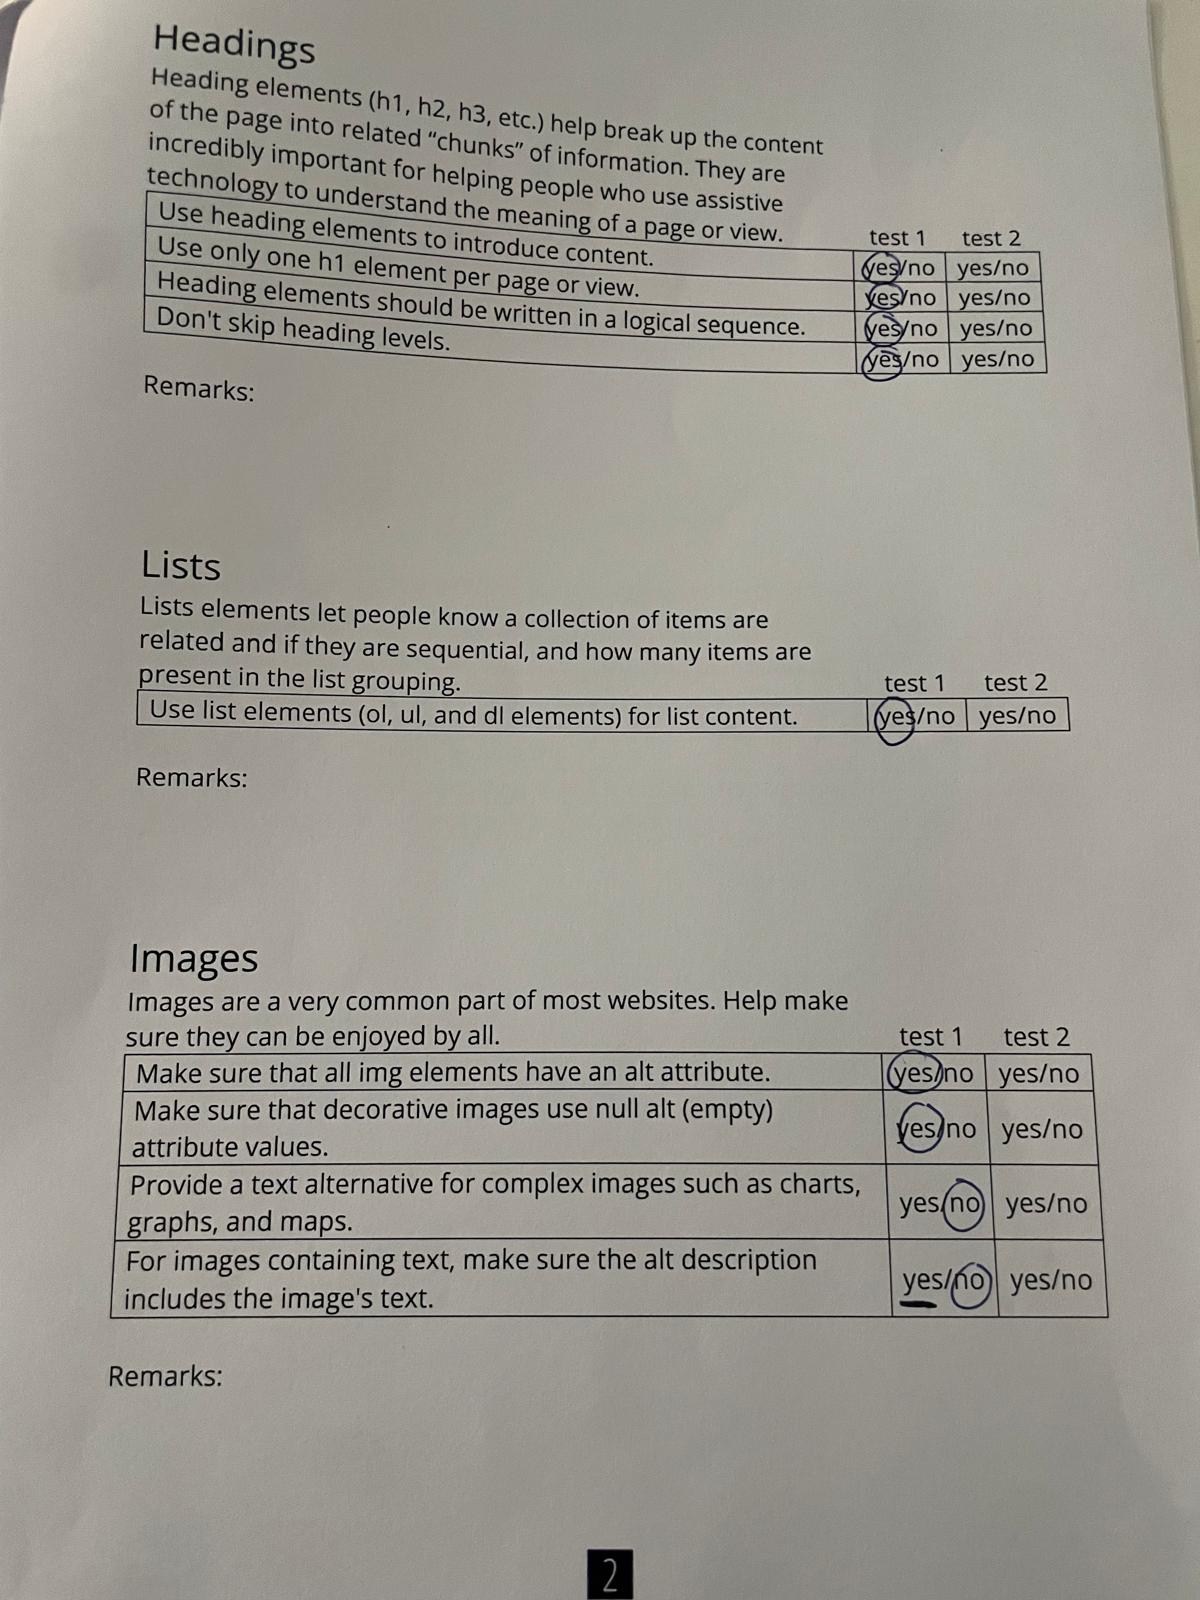 Headings
Heading elements (h1, h2, h3, etc.) help break up the content
of the page into related “chunks” of information. They are
incredibly important for helping people who use assistive
technology to understand the meaning of a page or view.
test 1 test 2
Use heading elements to introduce content. yes/no yes/no
Use only one h1 element per page or view. yes/no yes/no
Heading elements should be written in a logical sequence. yes/no yes/no
Don't skip heading levels. yes/no yes/no
Remarks:
Lists
Lists elements let people know a collection of items are
related and if they are sequential, and how many items are
present in the list grouping. test 1 test 2
Use list elements (ol, ul, and dl elements) for list content. yes/no yes/no
Remarks:
Images
Images are a very common part of most websites. Help make
sure they can be enjoyed by all. test 1 test 2
Make sure that all img elements have an alt attribute. yes/no yes/no
Make sure that decorative images use null alt (empty)
attribute values. yes/no yes/no
Provide a text alternative for complex images such as charts,
graphs, and maps. yes/no yes/no
For images containing text, make sure the alt description
includes the image's text. yes/no yes/no
Remarks:
2